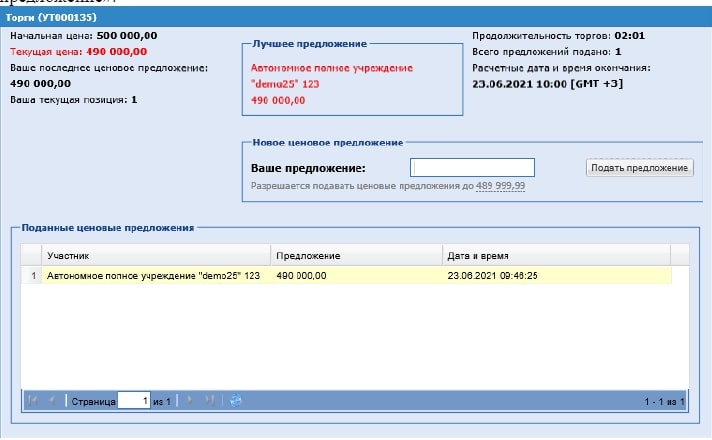 предложение».
Торги (УТ000135)
Начальная цена: 500 000,00
Текущая цена: 490 000,00
Ваше последнее ценовое предложение:
490 000,00
Ваша текущая позиция: 1
Лучшее предложение
Автономное полное учреждение
"demo25" 123
490 000,00
Продолжительность торгов: 02:01
Всего предложений подано: 1
Расчетные дата и время окончания:
23.06.2021 10:00 [GMT +3]
Новое ценовое предложение
Ваше предложение:
Подать предложение
Разрешается подавать ценовые предложения до 489 999,99
Поданные ценовые предложения
Участник Предложение Дата и время
1 Автономное полное учреждение "demo25" 123 490 000,00 23.06.2021 09:46:25
Страница 1 из 1
1 - 1 из 1